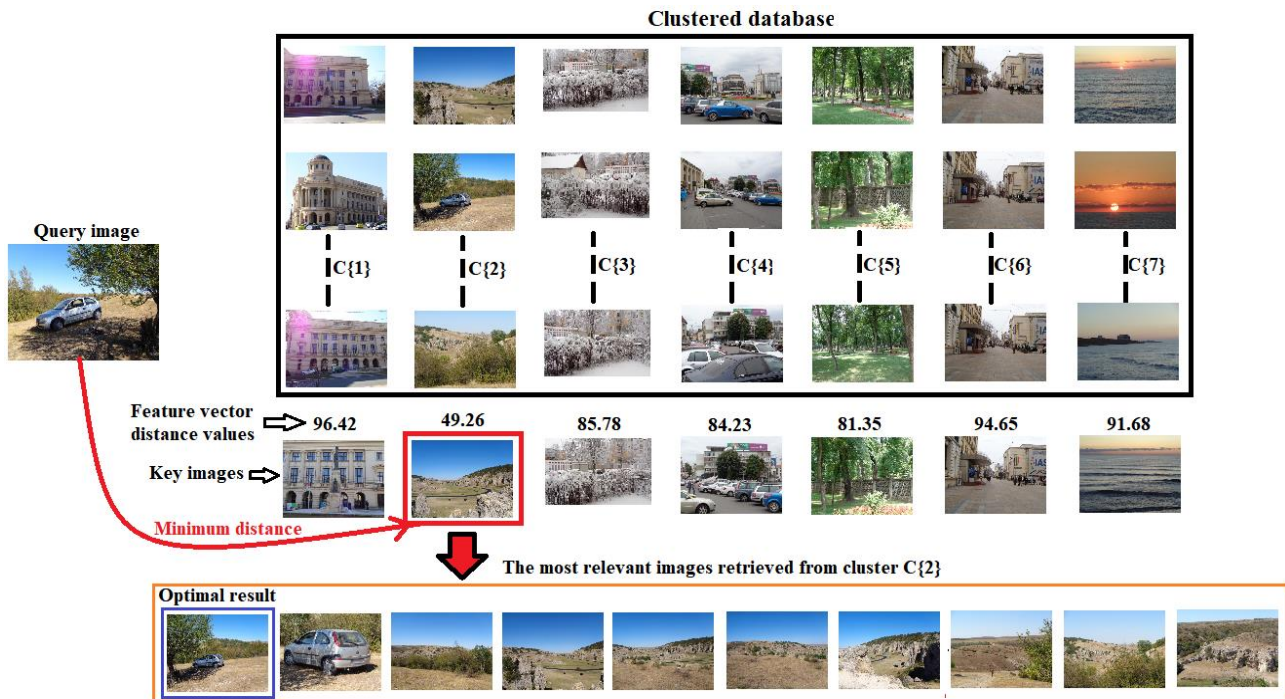 Clustered database
Query image
C{1}
C{2}
C{3}
C{4}
C{5}
C{6}
C{7}
Feature vector
distance values
96.42
49.26
85.78
84.23
81.35
94.65
91.68
Key images
Minimum distance
The most relevant images retrieved from cluster C{2}
Optimal result